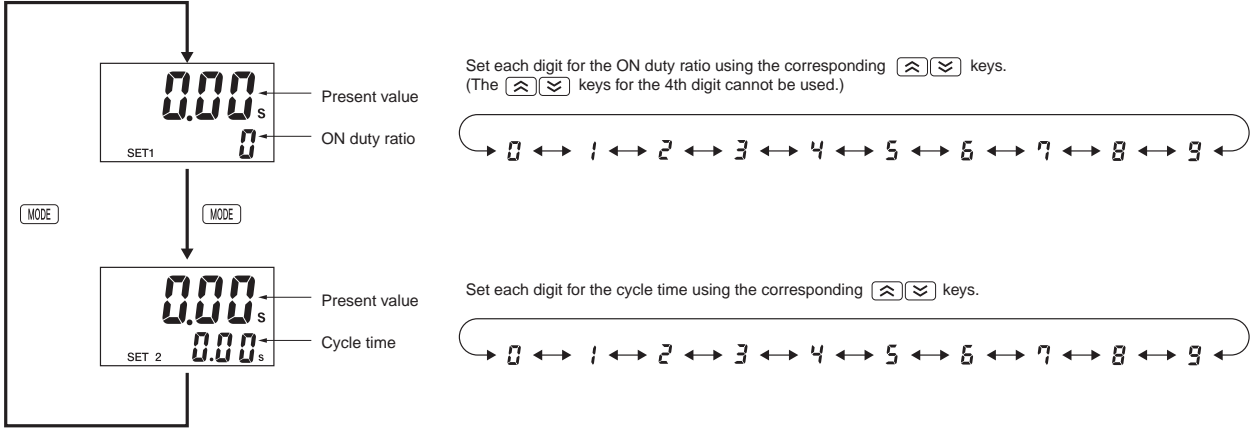 0.00 s
Present value
0
ON duty ratio
SET1
Set each digit for the ON duty ratio using the corresponding keys.
(The keys for the 4th digit cannot be used.)
0 1 2 3 4 5 6 7 8 9
MODE
MODE
0.00 s
Present value
0.00 s
Cycle time
SET 2
Set each digit for the cycle time using the corresponding keys.
0 1 2 3 4 5 6 7 8 9